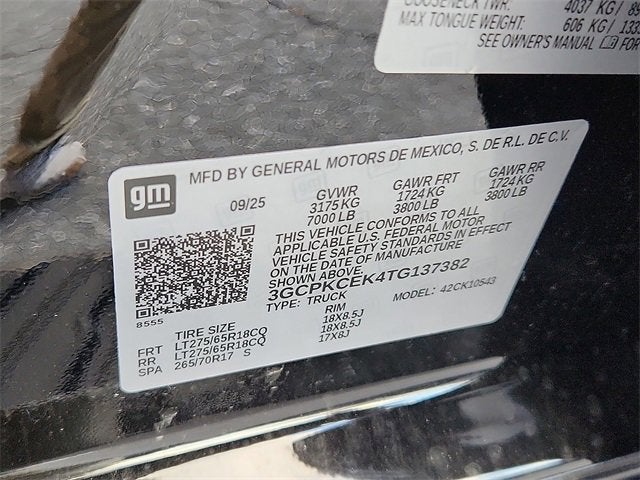 GOOSENECK TWR: 4037 KG/
MAX TONGUE WEIGHT: 606 KG/
SEE OWNER'S MANUAL FOR
MFD BY GENERAL MOTORS DE MEXICO, S. DE R.L. DE C.V.
gm
09/25 GVWR GAWR FRT GAWR RR
3175 KG 1724 KG 1724 KG
7000 LB 3800 LB 3800 LB
THIS VEHICLE CONFORMS TO ALL
APPLICABLE U.S. FEDERAL MOTOR
VEHICLE SAFETY STANDARDS IN EFFECT
ON THE DATE OF MANUFACTURE
SHOWN ABOVE.
3GCPKCEK4TG137382
TYPE: TRUCK MODEL: 42CK10543
8555
TIRE SIZE RIM
FRT LT275/65R18CQ 18X8.5J
RR LT275/65R18CQ 18X8.5J
SPA 265/70R17 S 17X8J